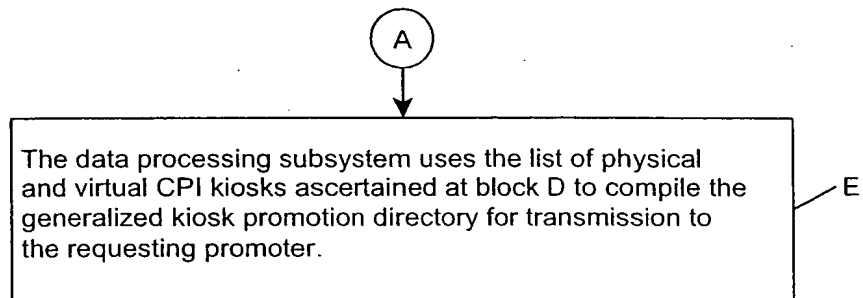 A
The data processing subsystem uses the list of physical
and virtual CPI kiosks ascertained at block D to compile the
generalized kiosk promotion directory for transmission to
the requesting promoter.
E